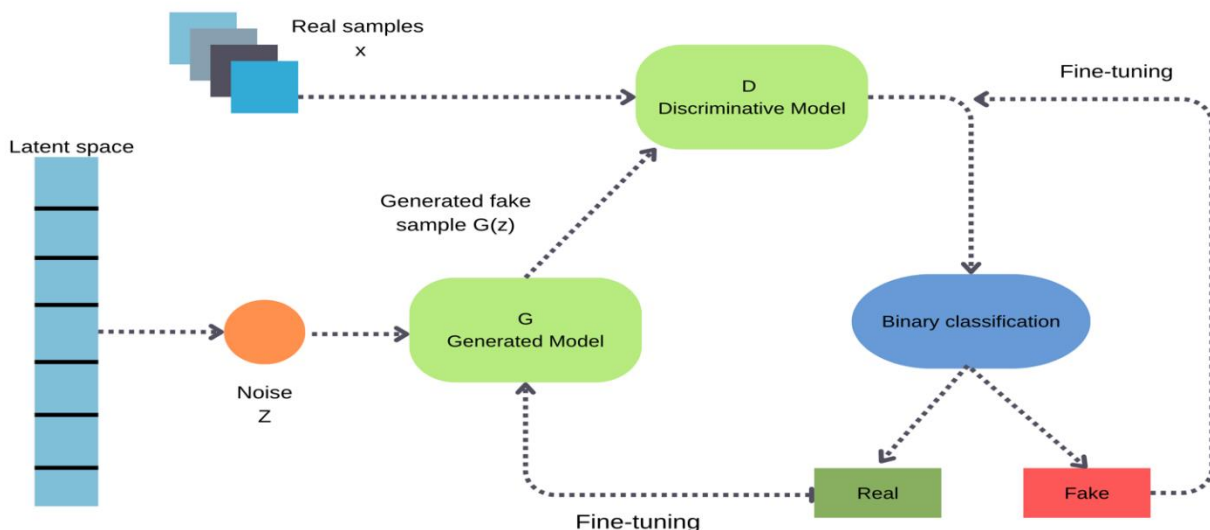 Real samples
x
D
Discriminative Model
Fine-tuning
Latent space
Generated fake
sample G(z)
G
Generated Model
Binary classification
Noise
Z
Real
Fake
Fine-tuning